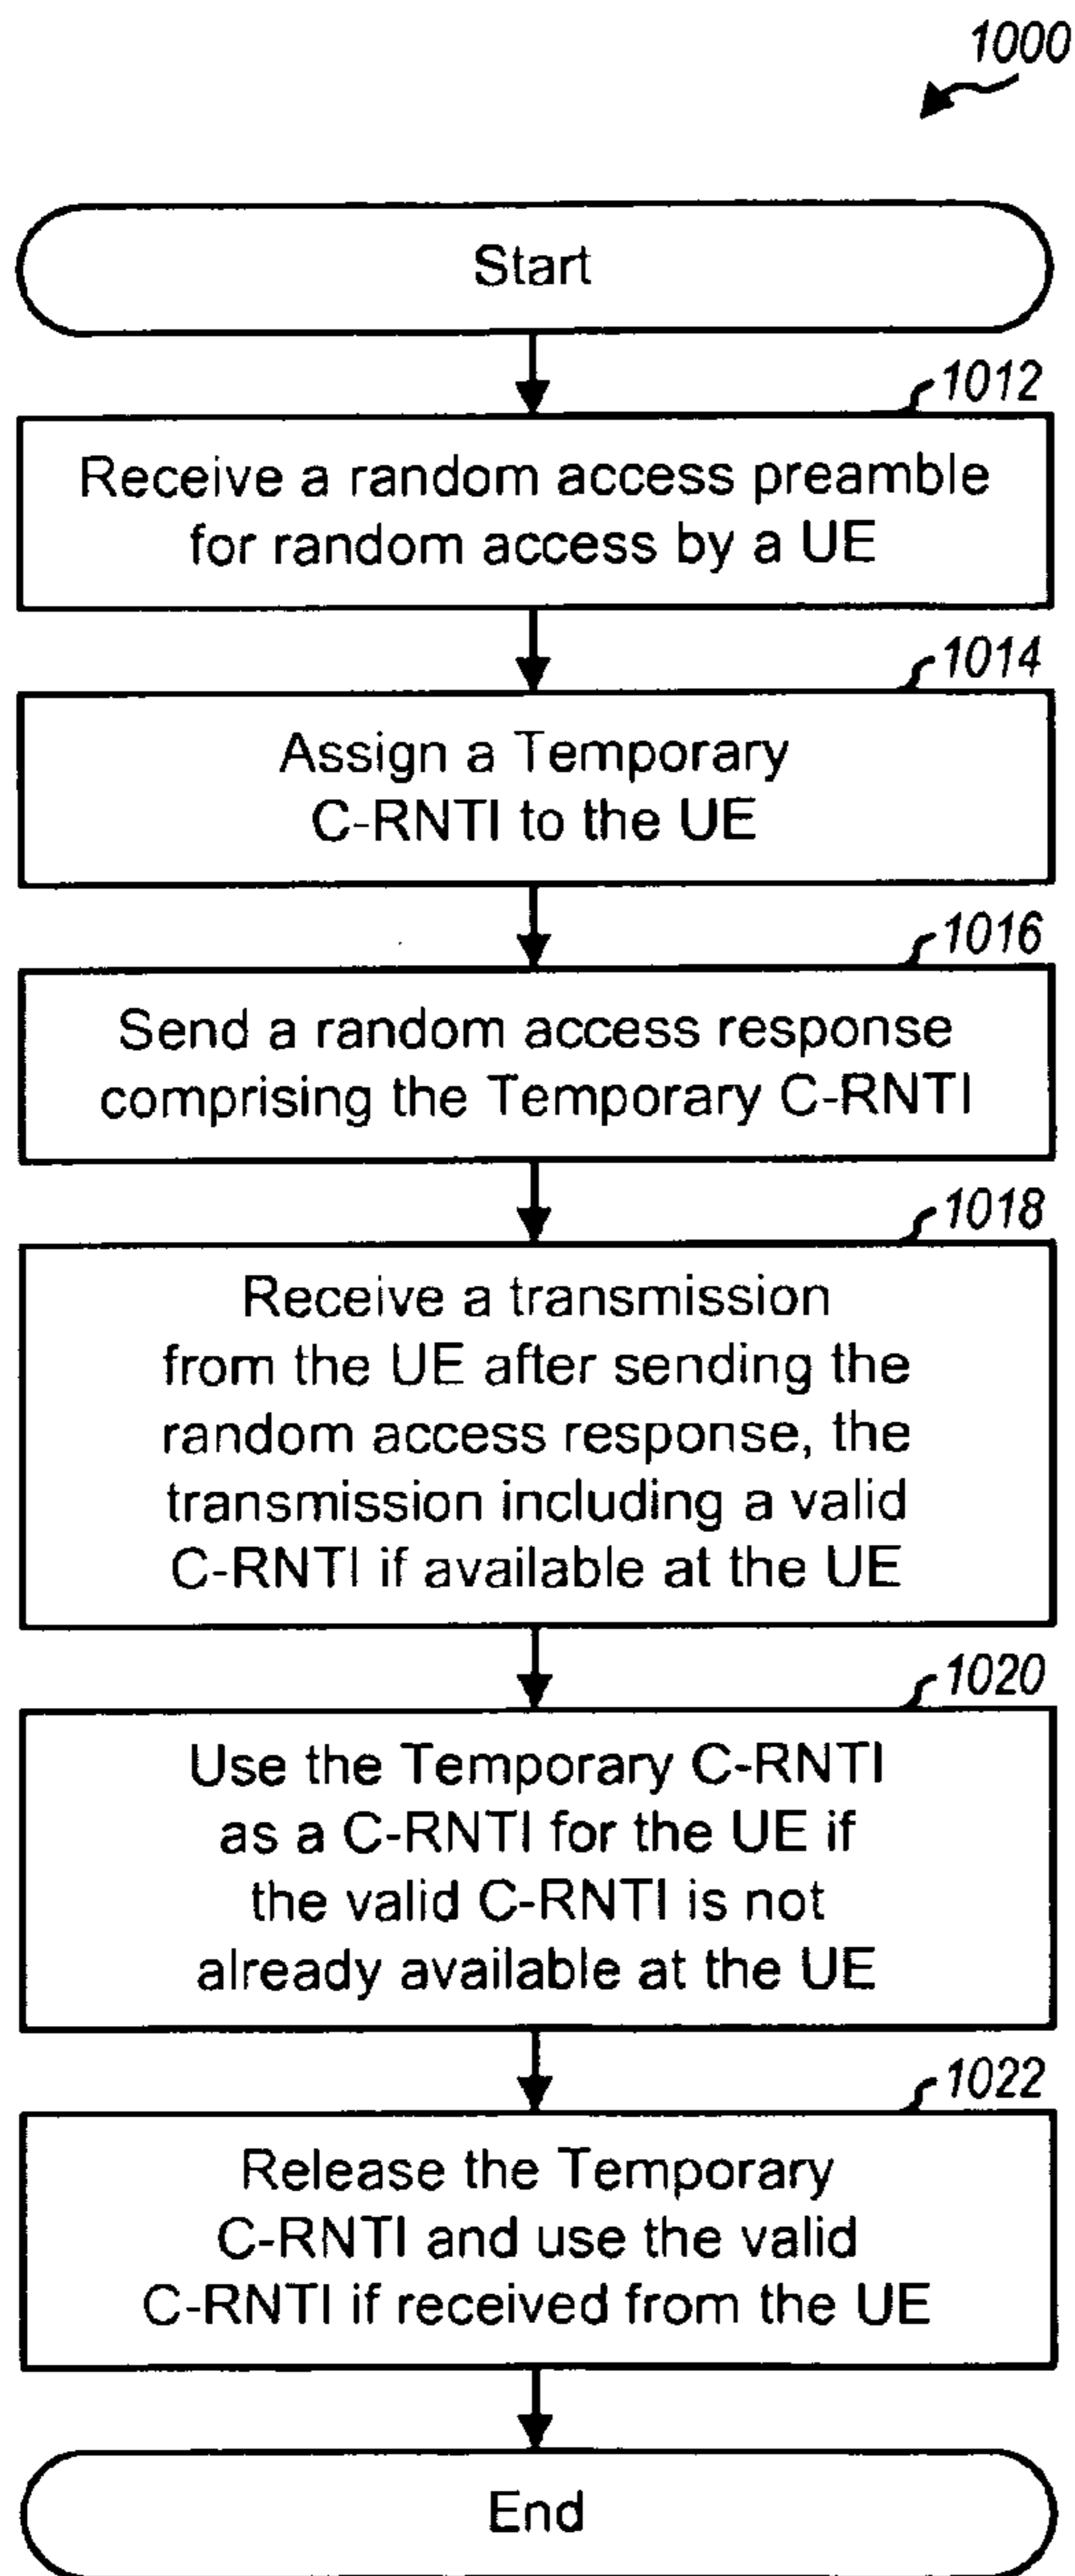 1000
Start
1012
Receive a random access preamble
for random access by a UE
1014
Assign a Temporary
C-RNTI to the UE
1016
Send a random access response
comprising the Temporary C-RNTI
1018
Receive a transmission
from the UE after sending the
random access response, the
transmission including a valid
C-RNTI if available at the UE
1020
Use the Temporary C-RNTI
as a C-RNTI for the UE if
the valid C-RNTI is not
already available at the UE
1022
Release the Temporary
C-RNTI and use the valid
C-RNTI if received from the UE
End